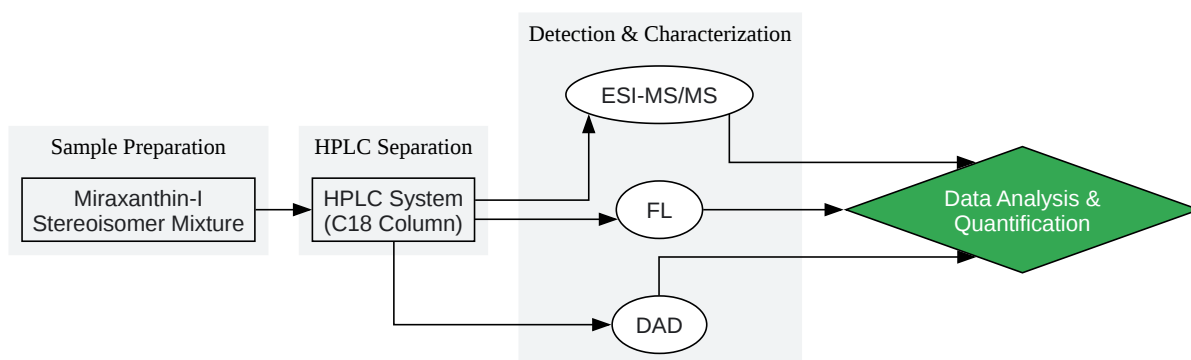 Sample Preparation
Miraxanthin-I
Stereoisomer Mixture
HPLC Separation
HPLC System
(C18 Column)
Detection & Characterization
ESI-MS/MS
FL
DAD
Data Analysis &
Quantification